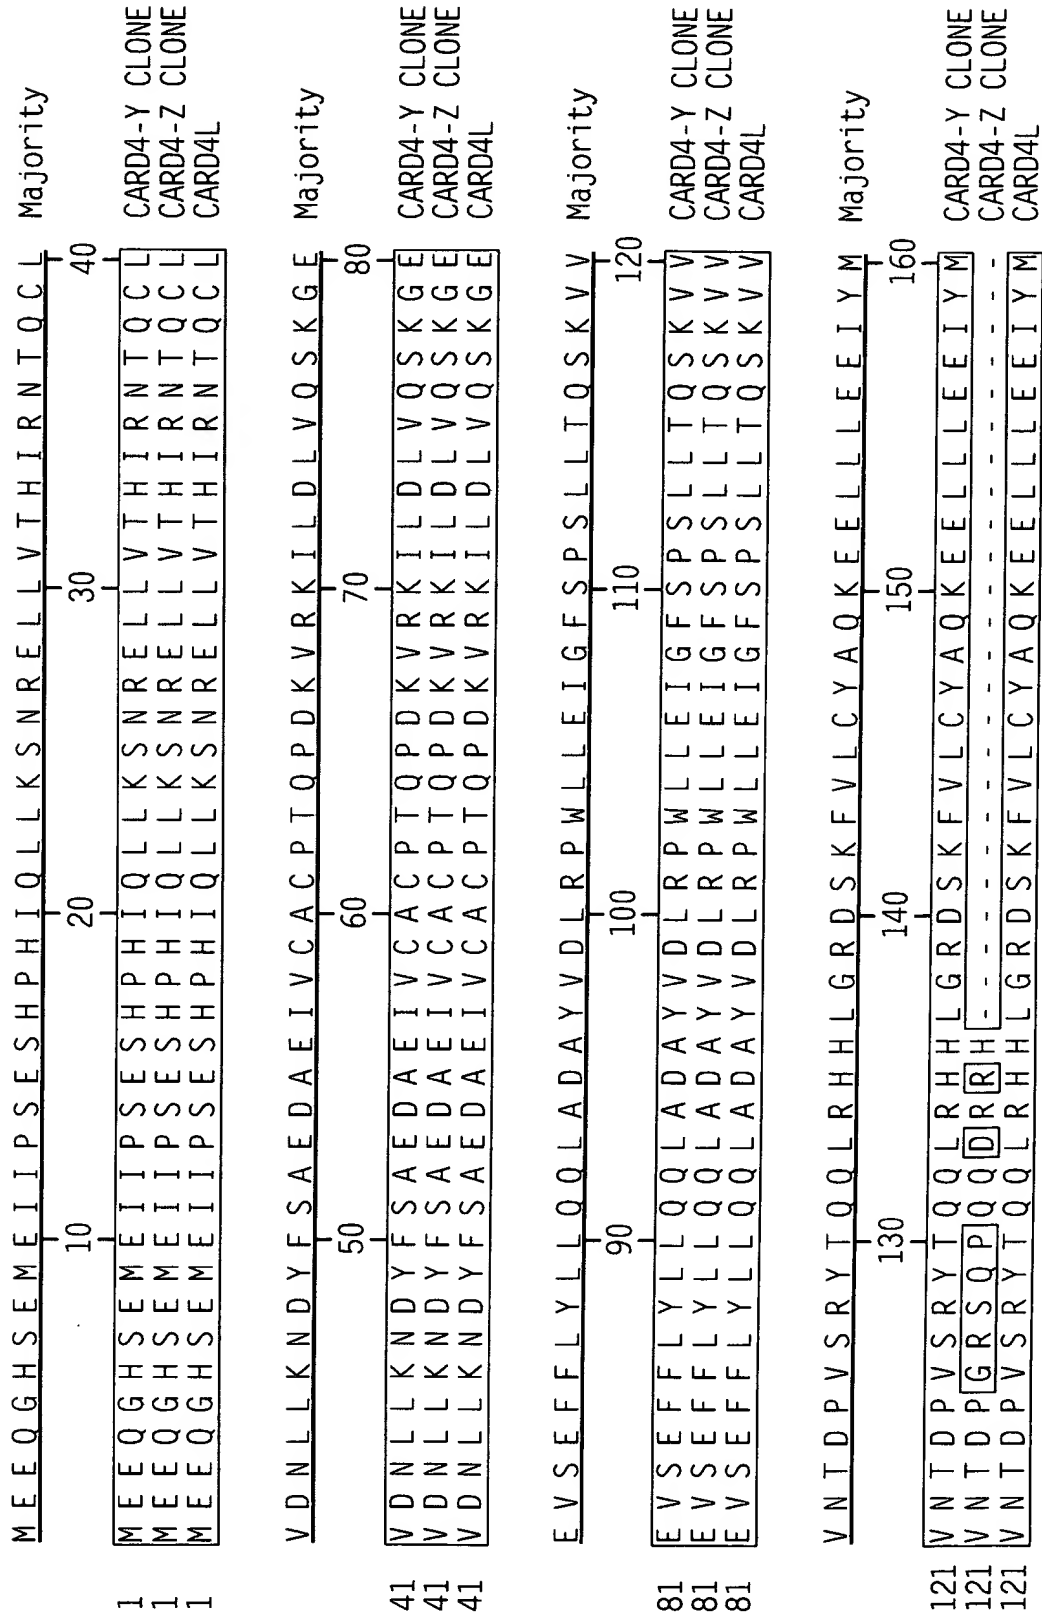 M E E Q G H S E M E I I P S E S H P H I Q L L K S N R E L L V T H I R N T Q C L Majority
10 20 30 40
1 M E E Q G H S E M E I I P S E S H P H I Q L L K S N R E L L V T H I R N T Q C L CARD4-Y CLONE
1 M E E Q G H S E M E I I P S E S H P H I Q L L K S N R E L L V T H I R N T Q C L CARD4-Z CLONE
1 M E E Q G H S E M E I I P S E S H P H I Q L L K S N R E L L V T H I R N T Q C L CARD4L
V D N L L K N D Y F S A E D A E I V C A C P T Q P D K V R K I L D L V Q S K G E Majority
50 60 70 80
41 V D N L L K N D Y F S A E D A E I V C A C P T Q P D K V R K I L D L V Q S K G E CARD4-Y CLONE
41 V D N L L K N D Y F S A E D A E I V C A C P T Q P D K V R K I L D L V Q S K G E CARD4-Z CLONE
41 V D N L L K N D Y F S A E D A E I V C A C P T Q P D K V R K I L D L V Q S K G E CARD4L
E V S E F F L Y L L Q Q L A D A Y V D L R P W L L E I G F S P S L L T Q S K V V Majority
90 100 110 120
81 E V S E F F L Y L L Q Q L A D A Y V D L R P W L L E I G F S P S L L T Q S K V V CARD4-Y CLONE
81 E V S E F F L Y L L Q Q L A D A Y V D L R P W L L E I G F S P S L L T Q S K V V CARD4-Z CLONE
81 E V S E F F L Y L L Q Q L A D A Y V D L R P W L L E I G F S P S L L T Q S K V V CARD4L
V N T D P V S R Y T Q Q L R H H L G R D S K F V L C Y A Q K E E L L L E E I Y M Majority
130 140 150 160
121 V N T D P V S R Y T Q Q L R H H L G R D S K F V L C Y A Q K E E L L L E E I Y M CARD4-Y CLONE
121 V N T D P G R S Q P Q Q D R R H - - - - - - - - - - - - - - - - - - - - - - - - CARD4-Z CLONE
121 V N T D P V S R Y T Q Q L R H H L G R D S K F V L C Y A Q K E E L L L E E I Y M CARD4L